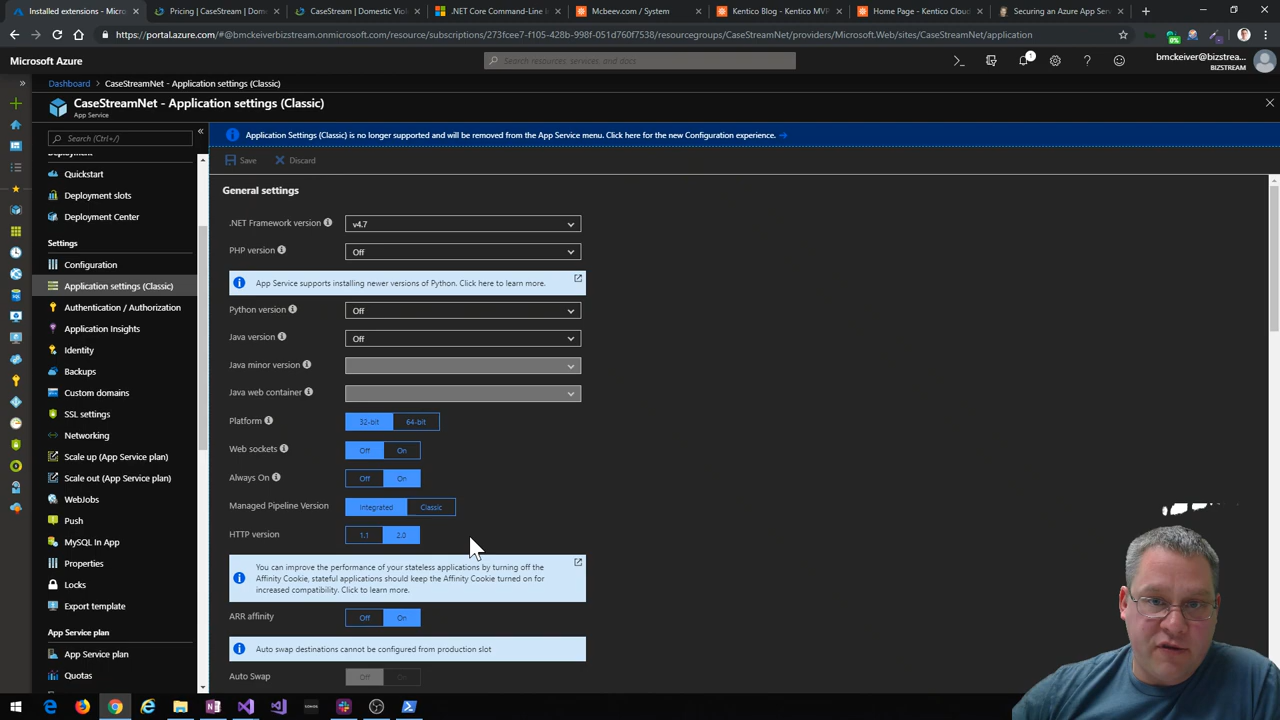 Installed extensions - Microsoft
Pricing | CaseStream | Domestic
CaseStream | Domestic Violen
.NET Core Command-Line I
Mcbeev.com / System
Kentico Blog - Kentico MVP
Home Page - Kentico Cloud
Securing an Azure App Serv
https://portal.azure.com/#@bmckeiverbizstream.onmicrosoft.com/resource/subscriptions/273fcee7-f105-428b-998f-051d760f7538/resourcegroups/CaseStreamNet/providers/Microsoft.Web/sites/CaseStreamNet/application
Microsoft Azure
Search resources, services, and docs
1
bmckeiver@bizstrea...
BIZSTREAM
Dashboard > CaseStreamNet - Application settings (Classic)
CaseStreamNet - Application settings (Classic)
App Service
Search (Ctrl+/)
Deployment
Quickstart
Deployment slots
Deployment Center
Settings
Configuration
Application settings (Classic)
Authentication / Authorization
Application Insights
Identity
Backups
Custom domains
SSL settings
Networking
Scale up (App Service plan)
Scale out (App Service plan)
WebJobs
Push
MySQL In App
Properties
Locks
Export template
App Service plan
App Service plan
Quotas
Application Settings (Classic) is no longer supported and will be removed from the App Service menu. Click here for the new Configuration experience.
Save
Discard
General settings
.NET Framework version
v4.7
PHP version
Off
App Service supports installing newer versions of Python. Click here to learn more.
Python version
Off
Java version
Off
Java minor version
Java web container
Platform
32-bit 64-bit
Web sockets
Off On
Always On
Off On
Managed Pipeline Version
Integrated Classic
HTTP version
1.1 2.0
You can improve the performance of your stateless applications by turning off the
Affinity Cookie, stateful applications should keep the Affinity Cookie turned on for
increased compatibility. Click to learn more.
ARR affinity
Off On
Auto swap destinations cannot be configured from production slot
Auto Swap
Off On